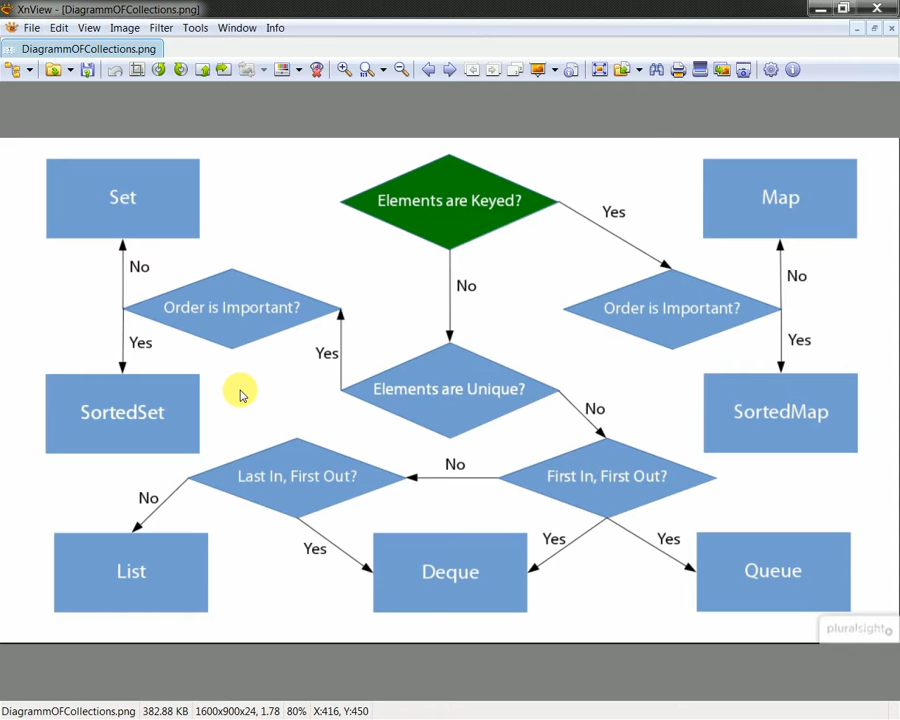 XnView - [DiagrammOFCollections.png]
File Edit View Image Filter Tools Window Info
DiagrammOFCollections.png
Set
Elements are Keyed?
Map
Yes
No
No
No
Order is Important?
Order is Important?
Yes
Yes
Yes
Elements are Unique?
SortedSet
SortedMap
No
No
Last In, First Out?
First In, First Out?
No
Yes
Yes
Yes
List
Deque
Queue
pluralsight
DiagrammOFCollections.png 382.88 KB 1600x900x24, 1.78 80% X:416, Y:450